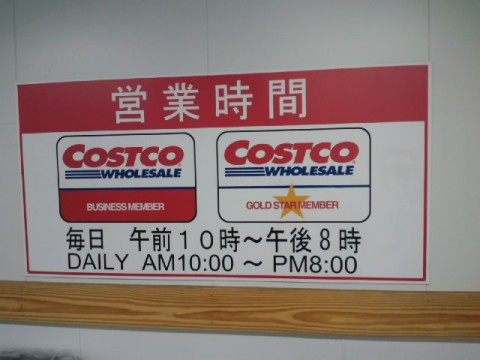 営業時間
COSTCO
WHOLESALE
BUSINESS MEMBER
COSTCO
WHOLESALE
GOLD STAR MEMBER
毎日 午前10時～午後8時
DAILY AM10:00 ～ PM8:00